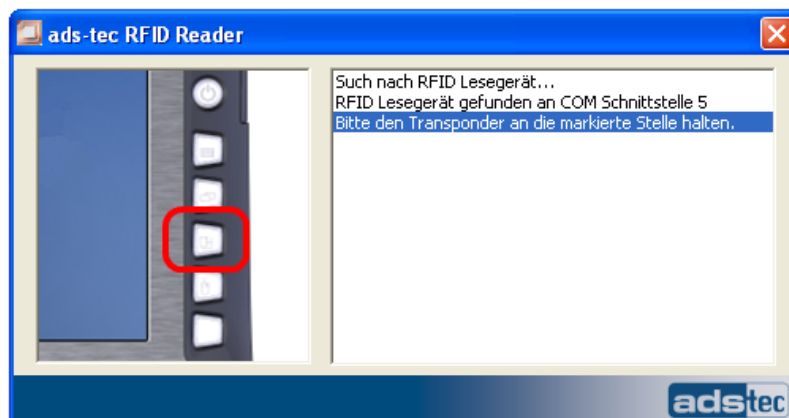 ads-tec RFID Reader
Such nach RFID Lesegerät...
RFID Lesegerät gefunden an COM Schnittstelle 5
Bitte den Transponder an die markierte Stelle halten.
adstec